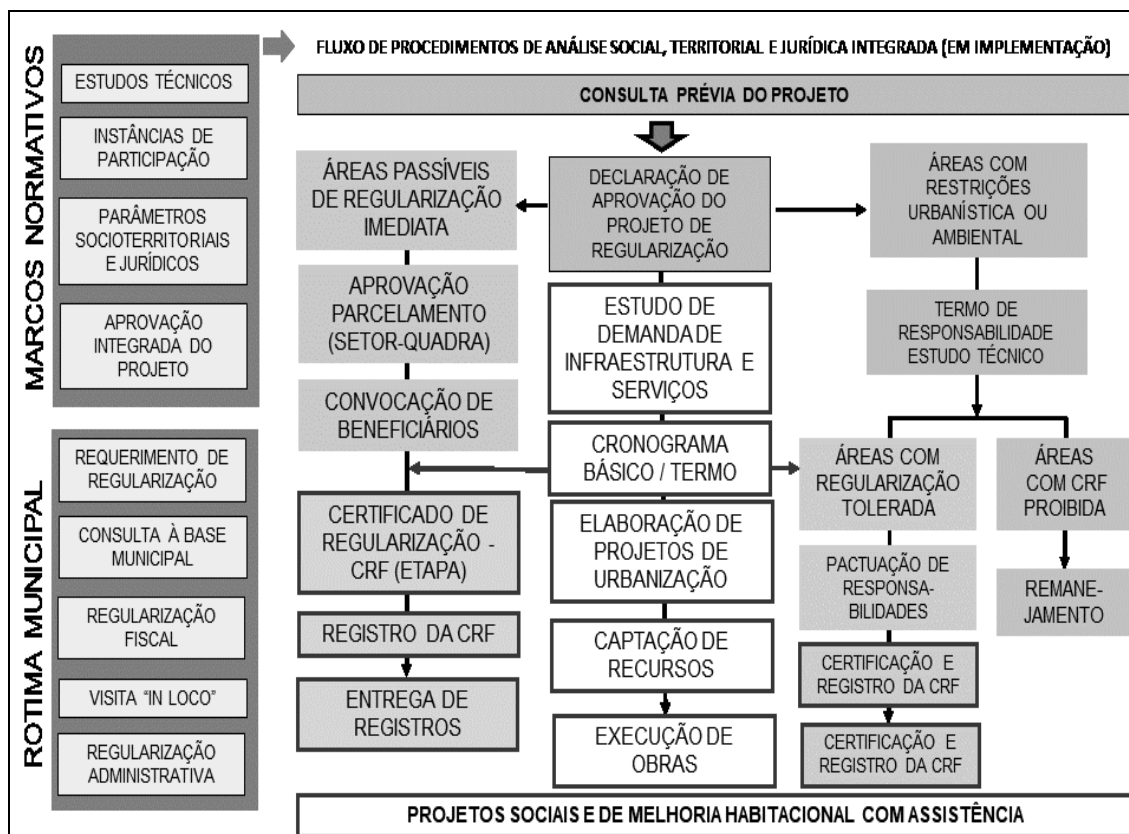 MARCOS NORMATIVOS
ESTUDOS TÉCNICOS
INSTÂNCIAS DE
PARTICIPAÇÃO
PARÂMETROS
SOCIOTERRITORIAIS
E JURÍDICOS
APROVAÇÃO
INTEGRADA DO
PROJETO
ROTIMA MUNICIPAL
REQUERIMENTO DE
REGULARIZAÇÃO
CONSULTA À BASE
MUNICIPAL
REGULARIZAÇÃO
FISCAL
VISITA “IN LOCO”
REGULARIZAÇÃO
ADMINISTRATIVA
FLUXO DE PROCEDIMENTOS DE ANÁLISE SOCIAL, TERRITORIAL E JURÍDICA INTEGRADA (EM IMPLEMENTAÇÃO)
CONSULTA PRÉVIA DO PROJETO
ÁREAS PASSÍVEIS
DE REGULARIZAÇÃO
IMEDIATA
APROVAÇÃO
PARCELAMENTO
(SETOR-QUADRA)
CONVOCAÇÃO DE
BENEFICIÁRIOS
CERTIFICADO DE
REGULARIZAÇÃO -
CRF (ETAPA)
REGISTRO DA CRF
ENTREGA DE
REGISTROS
DECLARAÇÃO DE
APROVAÇÃO DO
PROJETO DE
REGULARIZAÇÃO
ESTUDO DE
DEMANDA DE
INFRAESTRUTURA E
SERVIÇOS
CRONOGRAMA
BÁSICO / TERMO
ELABORAÇÃO DE
PROJETOS DE
URBANIZAÇÃO
CAPTAÇÃO DE
RECURSOS
EXECUÇÃO DE
OBRAS
ÁREAS COM
RESTRIÇÕES
URBANÍSTICA OU
AMBIENTAL
TERMO DE
RESPONSABILIDADE
ESTUDO TÉCNICO
ÁREAS COM
REGULARIZAÇÃO
TOLERADA
PACTUAÇÃO DE
RESPONSA-
BILIDADES
CERTIFICAÇÃO E
REGISTRO DA CRF
CERTIFICAÇÃO E
REGISTRO DA CRF
ÁREAS
COM CRF
PROIBIDA
REMANE-
JAMENTO
PROJETOS SOCIAIS E DE MELHORIA HABITACIONAL COM ASSISTÊNCIA